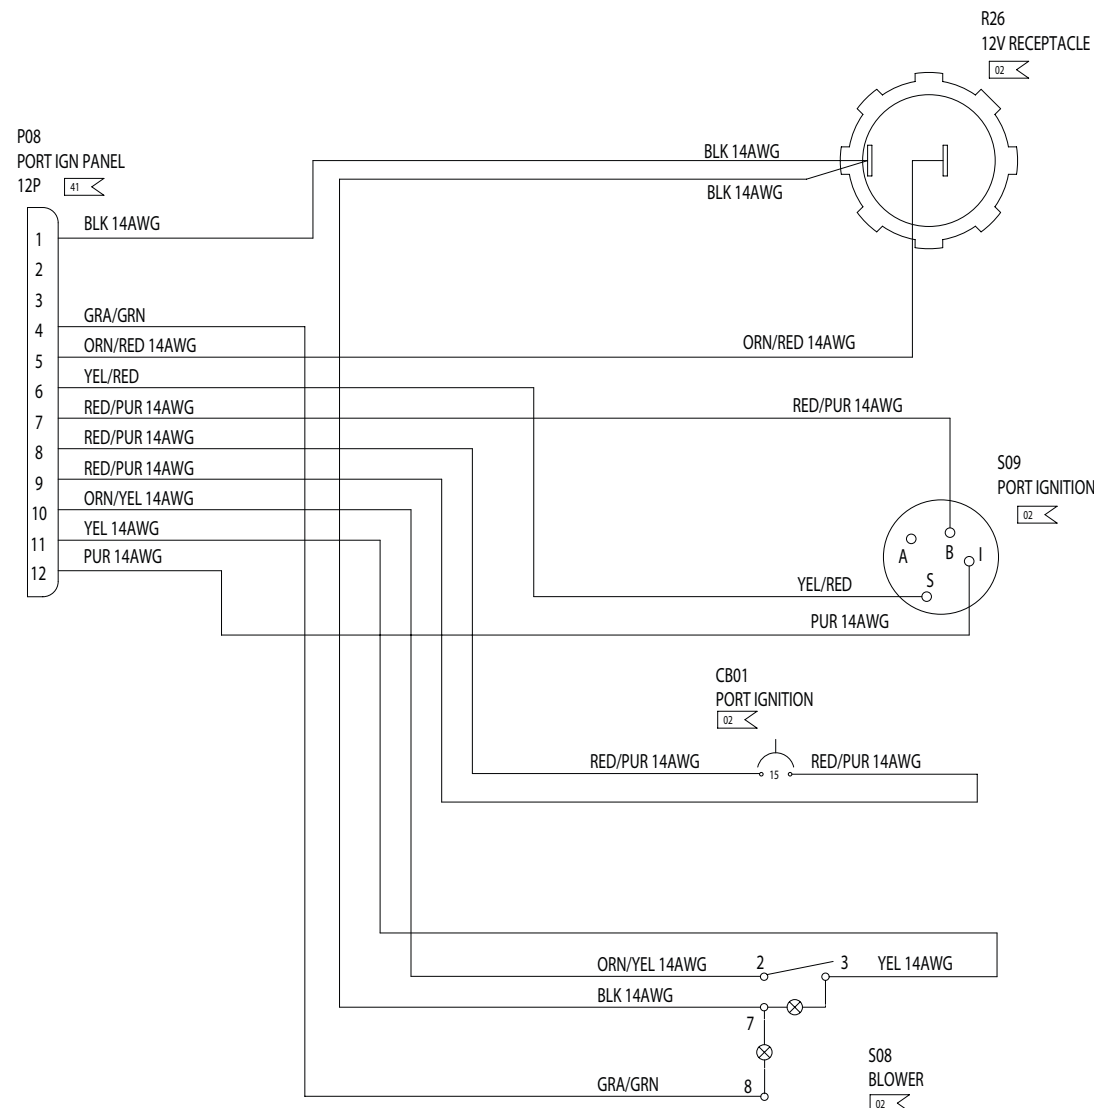 R26
12V RECEPTACLE
02
P08
PORT IGN PANEL
12P 41
BLK 14AWG
BLK 14AWG
1 BLK 14AWG
2
3
4 GRA/GRN
5 ORN/RED 14AWG
ORN/RED 14AWG
6 YEL/RED
7 RED/PUR 14AWG
RED/PUR 14AWG
8 RED/PUR 14AWG
9 RED/PUR 14AWG
10 ORN/YEL 14AWG
11 YEL 14AWG
12 PUR 14AWG
S09
PORT IGNITION
02
A B I
S
YEL/RED
PUR 14AWG
CB01
PORT IGNITION
02
RED/PUR 14AWG 15 RED/PUR 14AWG
ORN/YEL 14AWG 2 3 YEL 14AWG
BLK 14AWG
7
S08
BLOWER
02
GRA/GRN 8